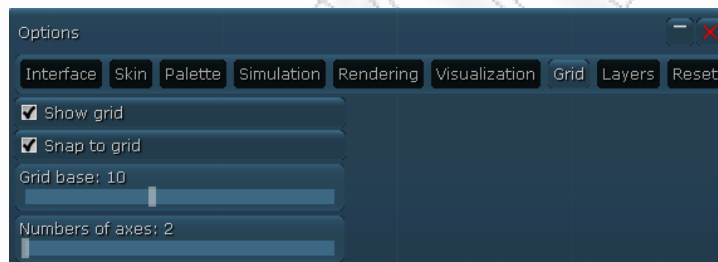 Options
Interface Skin Palette Simulation Rendering Visualization Grid Layers Reset
Show grid
Snap to grid
Grid base: 10
Numbers of axes: 2